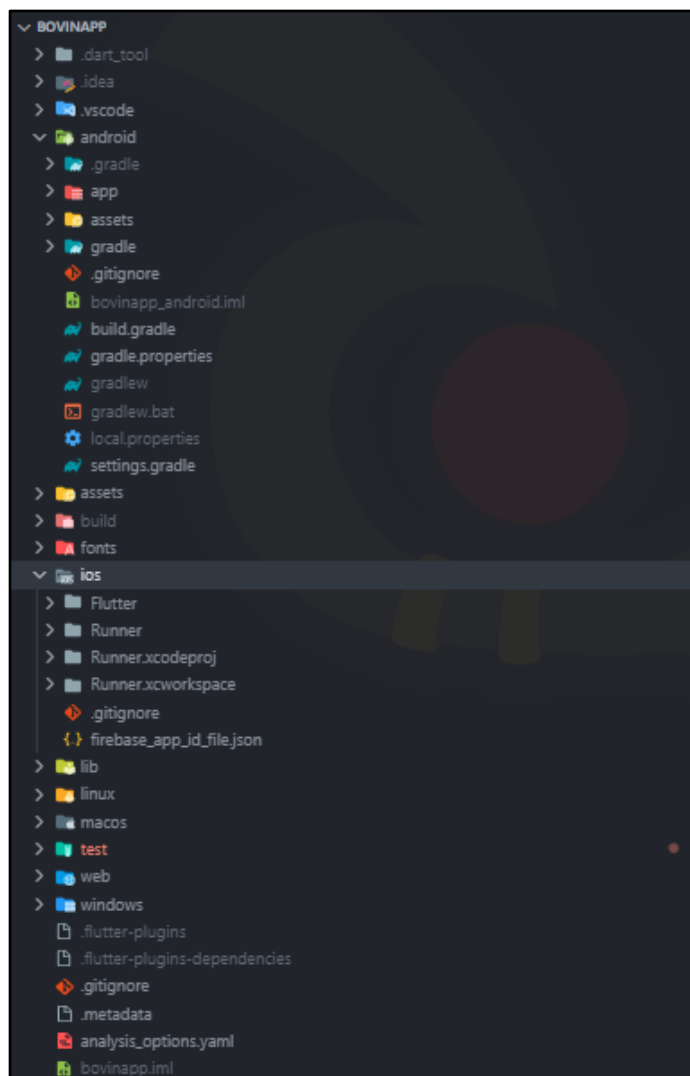 BOVINAPP
.dart_tool
.idea
.vscode
android
.gradle
app
assets
gradle
.gitignore
bovinapp_android.iml
build.gradle
gradle.properties
gradlew
gradlew.bat
local.properties
settings.gradle
assets
build
fonts
ios
Flutter
Runner
Runner.xcodeproj
Runner.xcworkspace
.gitignore
firebase_app_id_file.json
lib
linux
macos
test
web
windows
.flutter-plugins
.flutter-plugins-dependencies
.gitignore
.metadata
analysis_options.yaml
bovinapp.iml